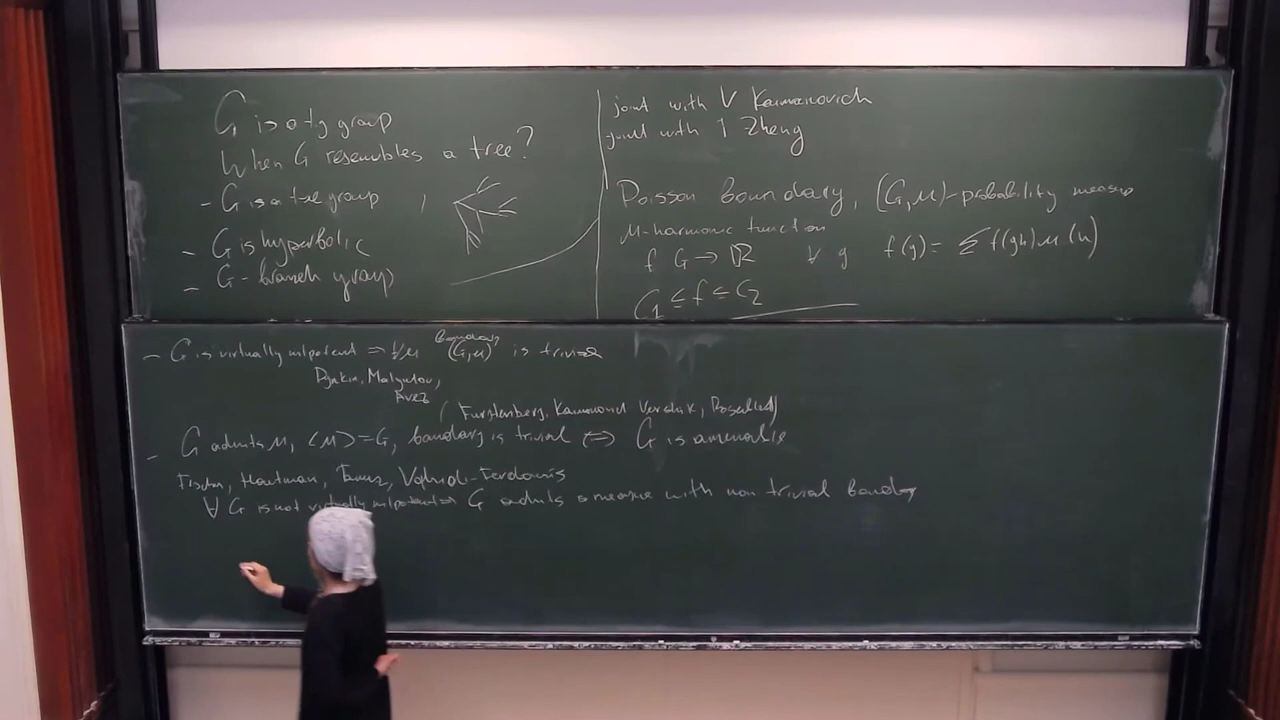 G is a f g group
When G resembles a tree?
- G is a free group,
- G is hyperbolic
- G - branch group
joint with V Kaimanovich
joint with T Zheng
Poisson boundary, (G,μ)-probability measure
μ-harmonic function
f G → ℝ ∀ g f(g) = Σ f(gh) μ(h)
C₁ ≤ f ≤ C₂
- G is virtually nilpotent ⇒ ∀μ boundary (G,μ) is trivial
Dynkin, Malyutov,
Avez
(Furstenberg, Kaimanovich Vershik, Rosenblatt)
- G admits μ, <μ>=G, boundary is trivial ⇔ G is amenable
Frisch, Hartman, Tamuz, Vahidi-Ferdowsi
∀ G is not virtually nilpotent ⇒ G admits a measure with non trivial boundary